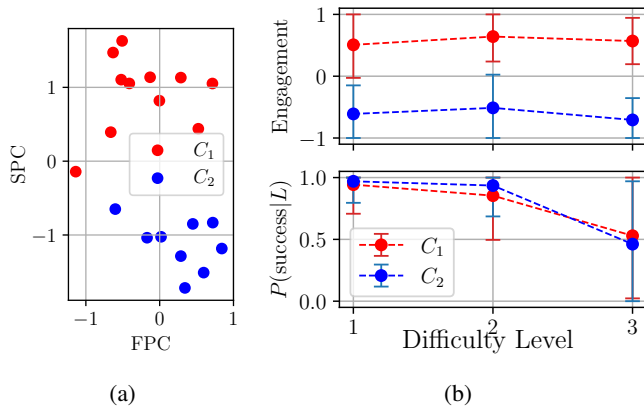 SPC
1
0
−1
C₁
C₂
−1
0
1
FPC
(a)
Engagement
1
0
−1
P(success|L)
1.0
0.5
0.0
C₁
C₂
1
2
3
Difficulty Level
(b)